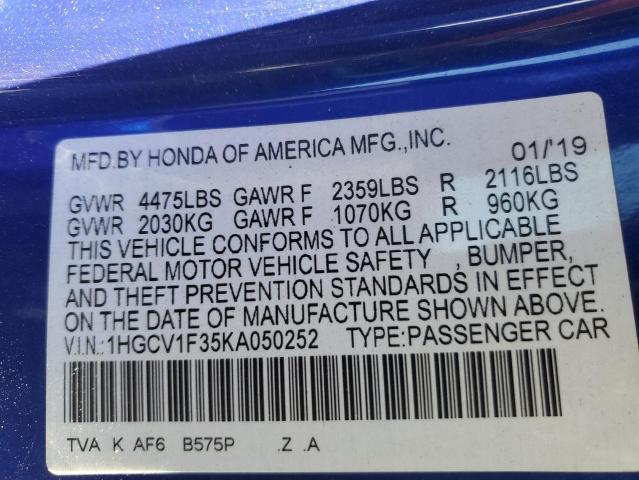 MFD.BY HONDA OF AMERICA MFG.,INC. 01/'19
GVWR 4475LBS GAWR F 2359LBS R 2116LBS
GVWR 2030KG GAWR F 1070KG R 960KG
THIS VEHICLE CONFORMS TO ALL APPLICABLE
FEDERAL MOTOR VEHICLE SAFETY , BUMPER,
AND THEFT PREVENTION STANDARDS IN EFFECT
ON THE DATE OF MANUFACTURE SHOWN ABOVE.
V.I.N.:1HGCV1F35KA050252 TYPE:PASSENGER CAR
TVA K AF6 B575P .Z .A